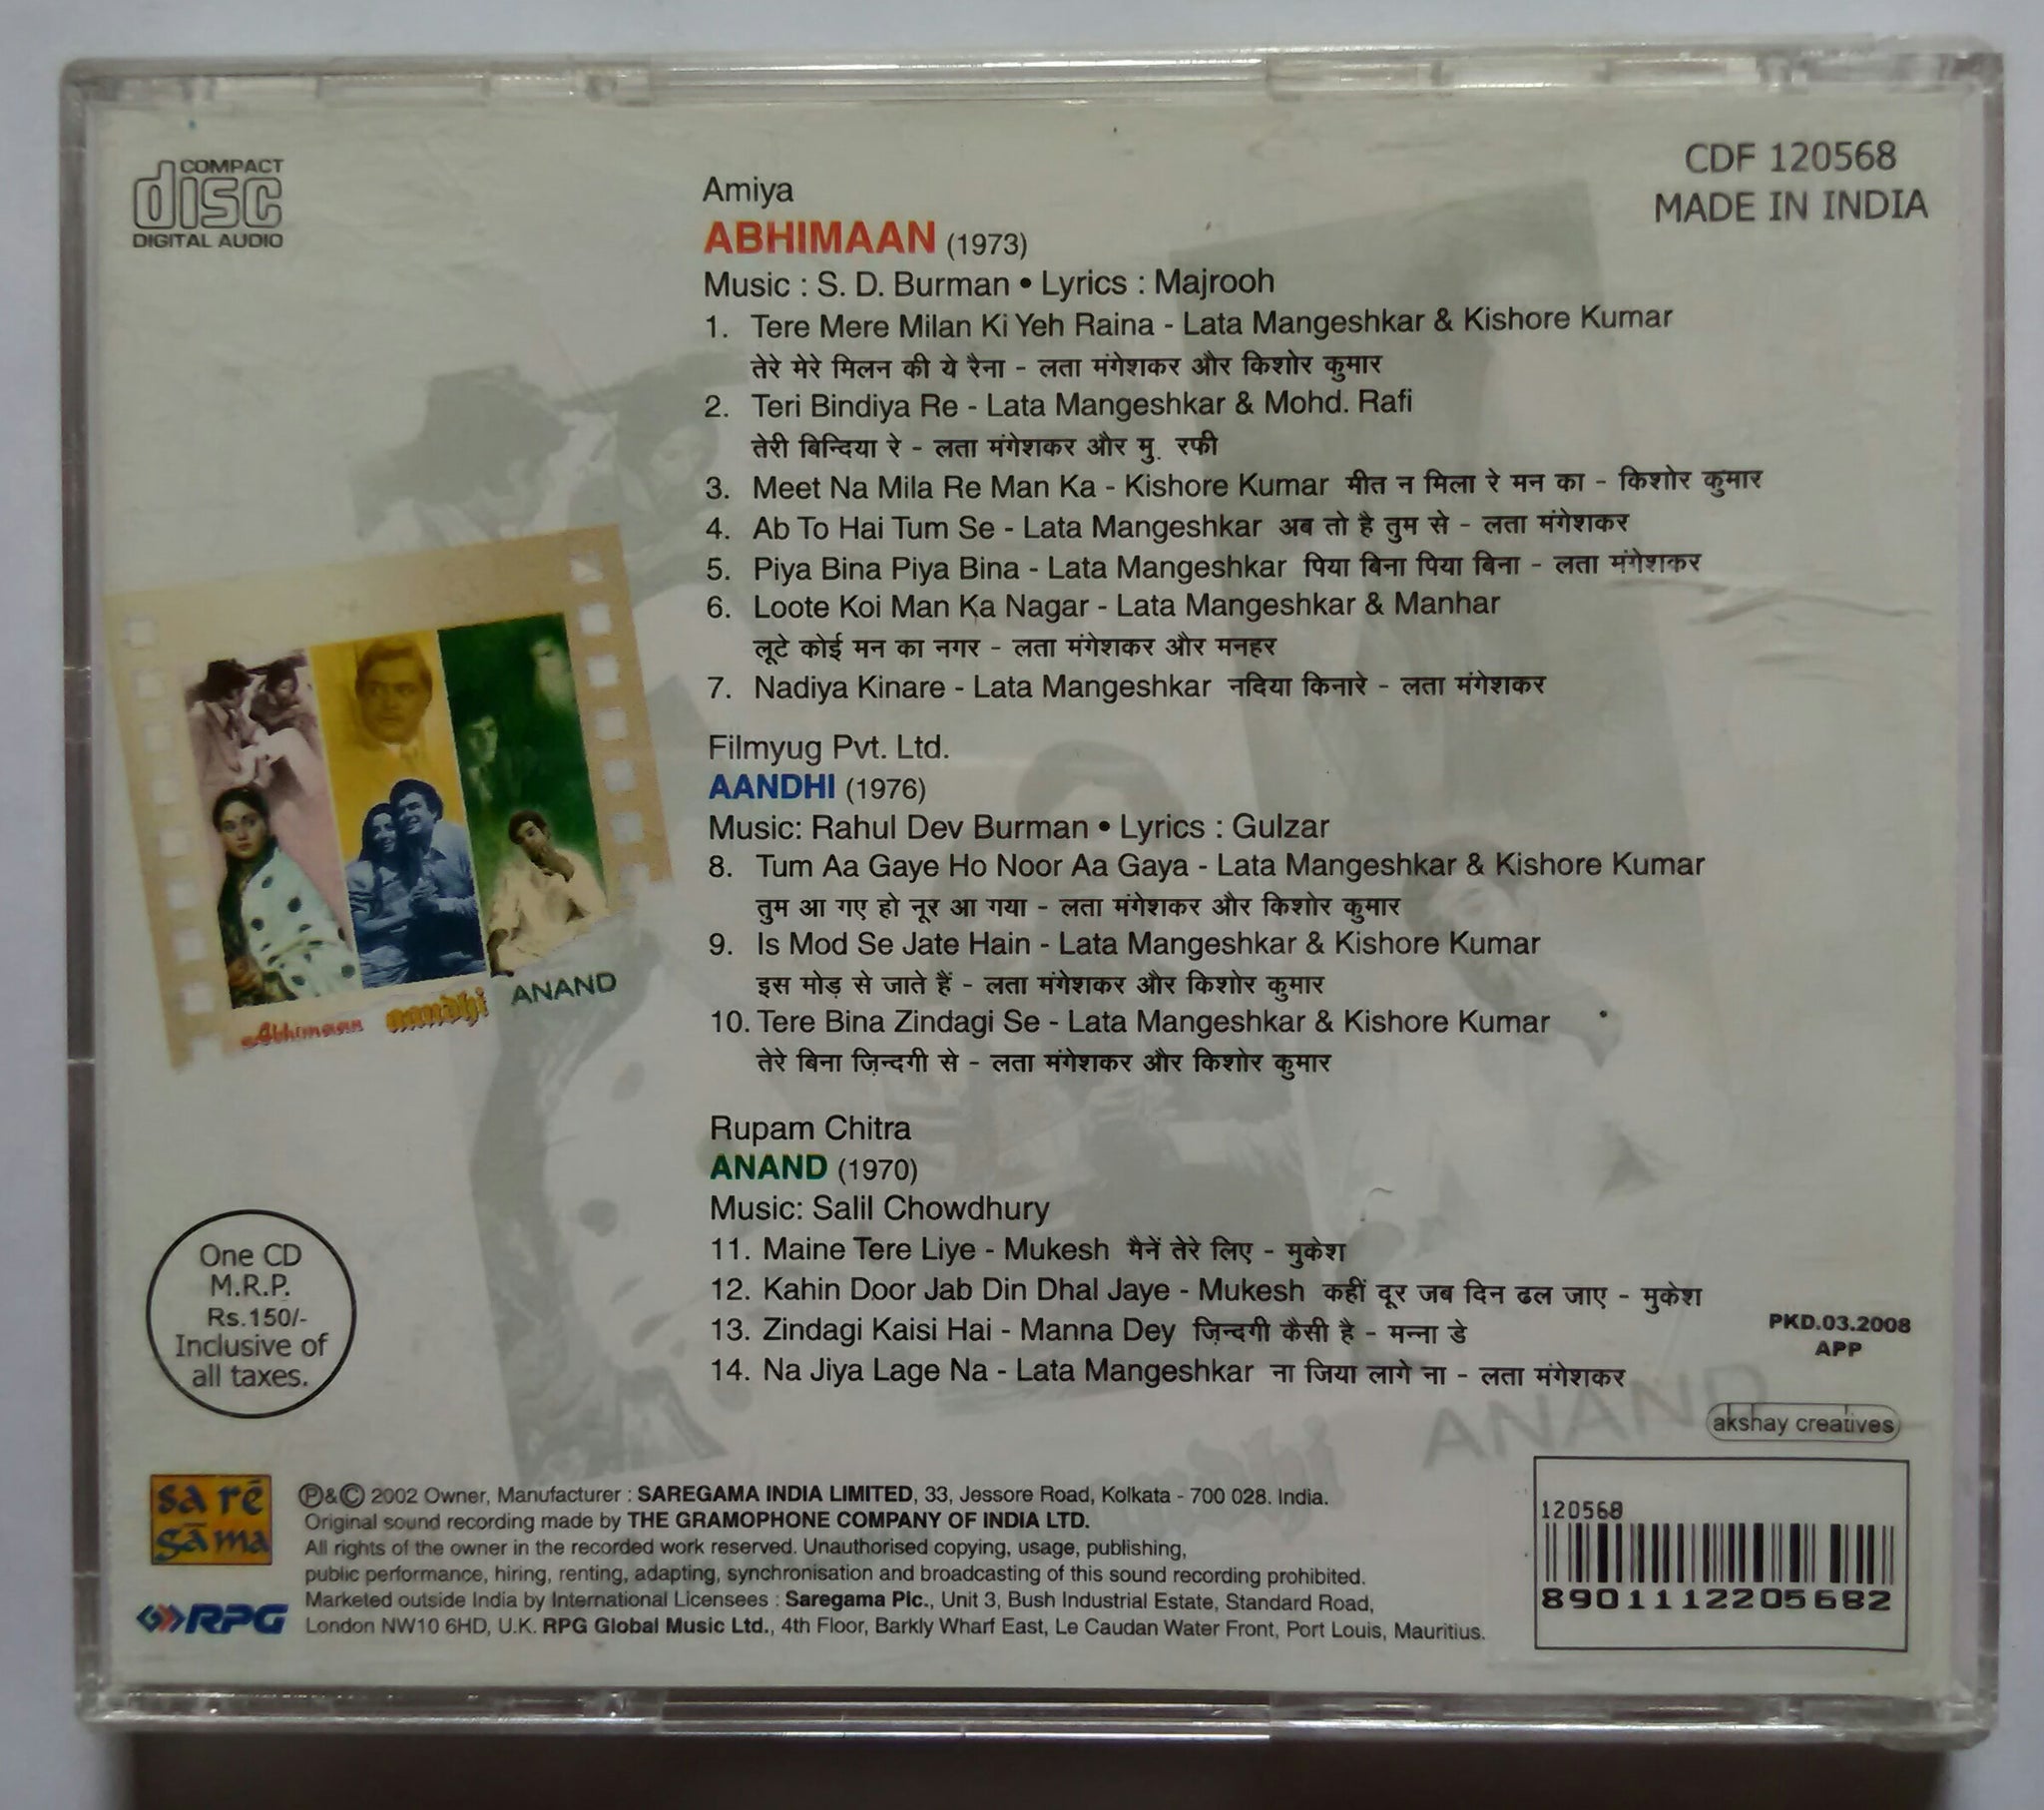 COMPACT
disc
DIGITAL AUDIO
CDF 120568
MADE IN INDIA
Amiya
ABHIMAAN (1973)
Music : S. D. Burman • Lyrics : Majrooh
1. Tere Mere Milan Ki Yeh Raina - Lata Mangeshkar & Kishore Kumar
तेरे मेरे मिलन की ये रैना - लता मंगेशकर और किशोर कुमार
2. Teri Bindiya Re - Lata Mangeshkar & Mohd. Rafi
तेरी बिन्दिया रे - लता मंगेशकर और मु. रफी
3. Meet Na Mila Re Man Ka - Kishore Kumar मीत न मिला रे मन का - किशोर कुमार
4. Ab To Hai Tum Se - Lata Mangeshkar अब तो है तुम से - लता मंगेशकर
5. Piya Bina Piya Bina - Lata Mangeshkar पिया बिना पिया बिना - लता मंगेशकर
6. Loote Koi Man Ka Nagar - Lata Mangeshkar & Manhar
लूटे कोई मन का नगर - लता मंगेशकर और मनहर
7. Nadiya Kinare - Lata Mangeshkar नदिया किनारे - लता मंगेशकर
Filmyug Pvt. Ltd.
AANDHI (1976)
Music: Rahul Dev Burman • Lyrics : Gulzar
8. Tum Aa Gaye Ho Noor Aa Gaya - Lata Mangeshkar & Kishore Kumar
तुम आ गए हो नूर आ गया - लता मंगेशकर और किशोर कुमार
9. Is Mod Se Jate Hain - Lata Mangeshkar & Kishore Kumar
इस मोड़ से जाते हैं - लता मंगेशकर और किशोर कुमार
10. Tere Bina Zindagi Se - Lata Mangeshkar & Kishore Kumar
तेरे बिना ज़िन्दगी से - लता मंगेशकर और किशोर कुमार
Rupam Chitra
ANAND (1970)
Music: Salil Chowdhury
11. Maine Tere Liye - Mukesh मैनें तेरे लिए - मुकेश
12. Kahin Door Jab Din Dhal Jaye - Mukesh कहीं दूर जब दिन ढल जाए - मुकेश
13. Zindagi Kaisi Hai - Manna Dey ज़िन्दगी कैसी है - मन्ना डे
14. Na Jiya Lage Na - Lata Mangeshkar ना जिया लागे ना - लता मंगेशकर
Abhimaan aandhi ANAND
One CD
M.R.P.
Rs.150/-
Inclusive of
all taxes.
PKD.03.2008
APP
aandhi ANAND
akshay creatives
sa rē
gāma
RPG
Ⓟ&© 2002 Owner, Manufacturer : SAREGAMA INDIA LIMITED, 33, Jessore Road, Kolkata - 700 028. India.
Original sound recording made by THE GRAMOPHONE COMPANY OF INDIA LTD.
All rights of the owner in the recorded work reserved. Unauthorised copying, usage, publishing,
public performance, hiring, renting, adapting, synchronisation and broadcasting of this sound recording prohibited.
Marketed outside India by International Licensees : Saregama Plc., Unit 3, Bush Industrial Estate, Standard Road,
London NW10 6HD, U.K. RPG Global Music Ltd., 4th Floor, Barkly Wharf East, Le Caudan Water Front, Port Louis, Mauritius.
120568
8901112205682